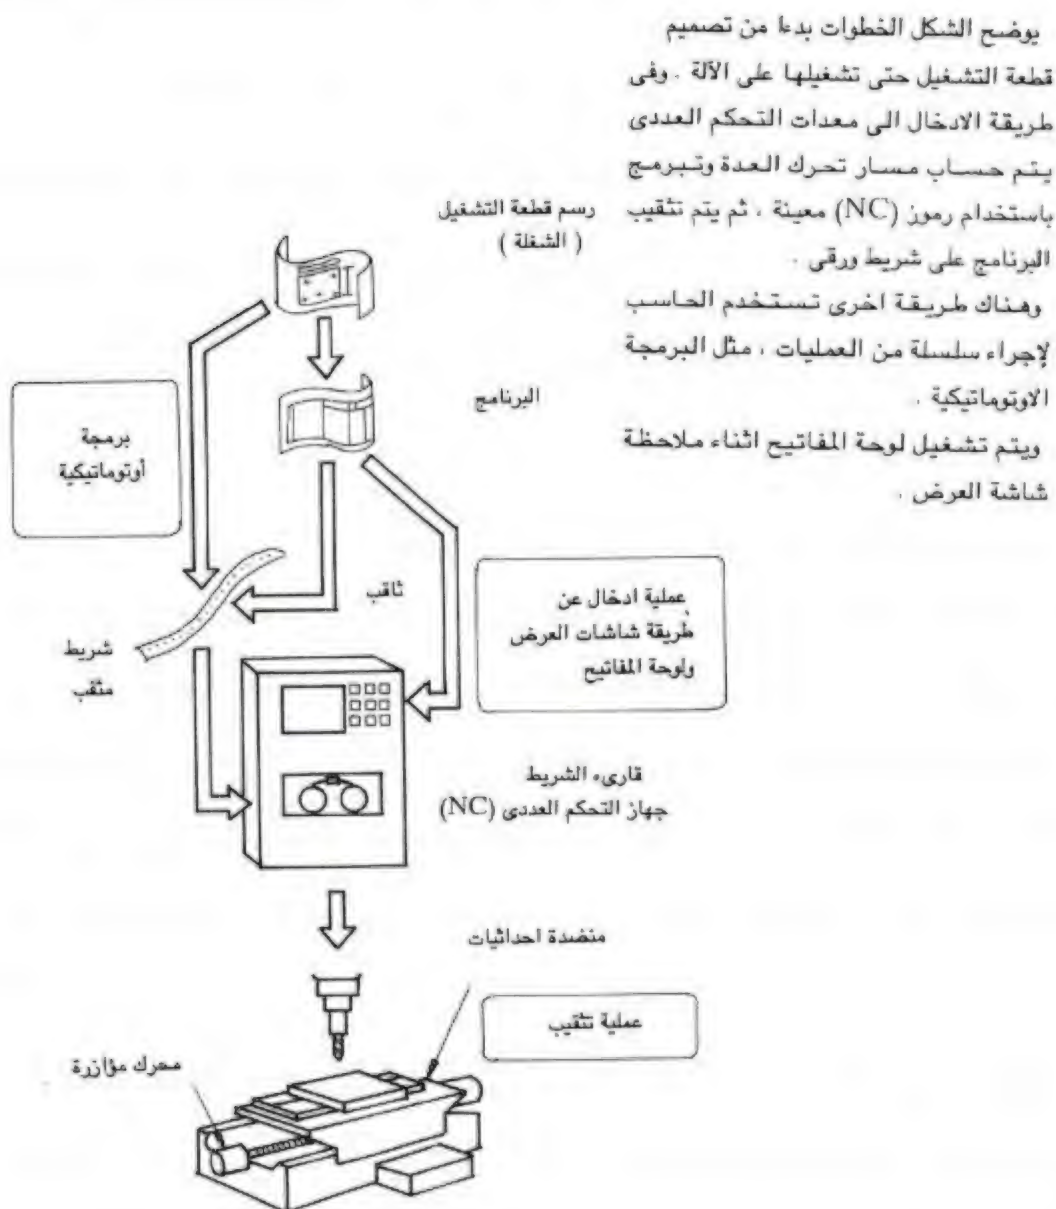 يوضح الشكل الخطوات بدءا من تصميم
قطعة التشغيل حتى تشغيلها على الآلة . وفى
طريقة الادخال الى معدات التحكم العددى
يتم حساب مسار تحرك العدة وتبرمج
باستخدام رموز (NC) معينة ، ثم يتم تثقيب
البرنامج على شريط ورقى .
وهناك طريقة اخرى تستخدم الحاسب
لإجراء سلسلة من العمليات ، مثل البرمجة
الاوتوماتيكية .
ويتم تشغيل لوحة المفاتيح اثناء ملاحظة
شاشة العرض .
رسم قطعة التشغيل
( الشغلة )
البرنامج
برمجة
أوتوماتيكية
ثاقب
عملية ادخال عن
طريقة شاشات العرض
ولوحة المفاتيح
شريط
مثقب
قارىء الشريط
جهاز التحكم العددى (NC)
منضدة احداثيات
عملية تثقيب
محرك مؤازرة